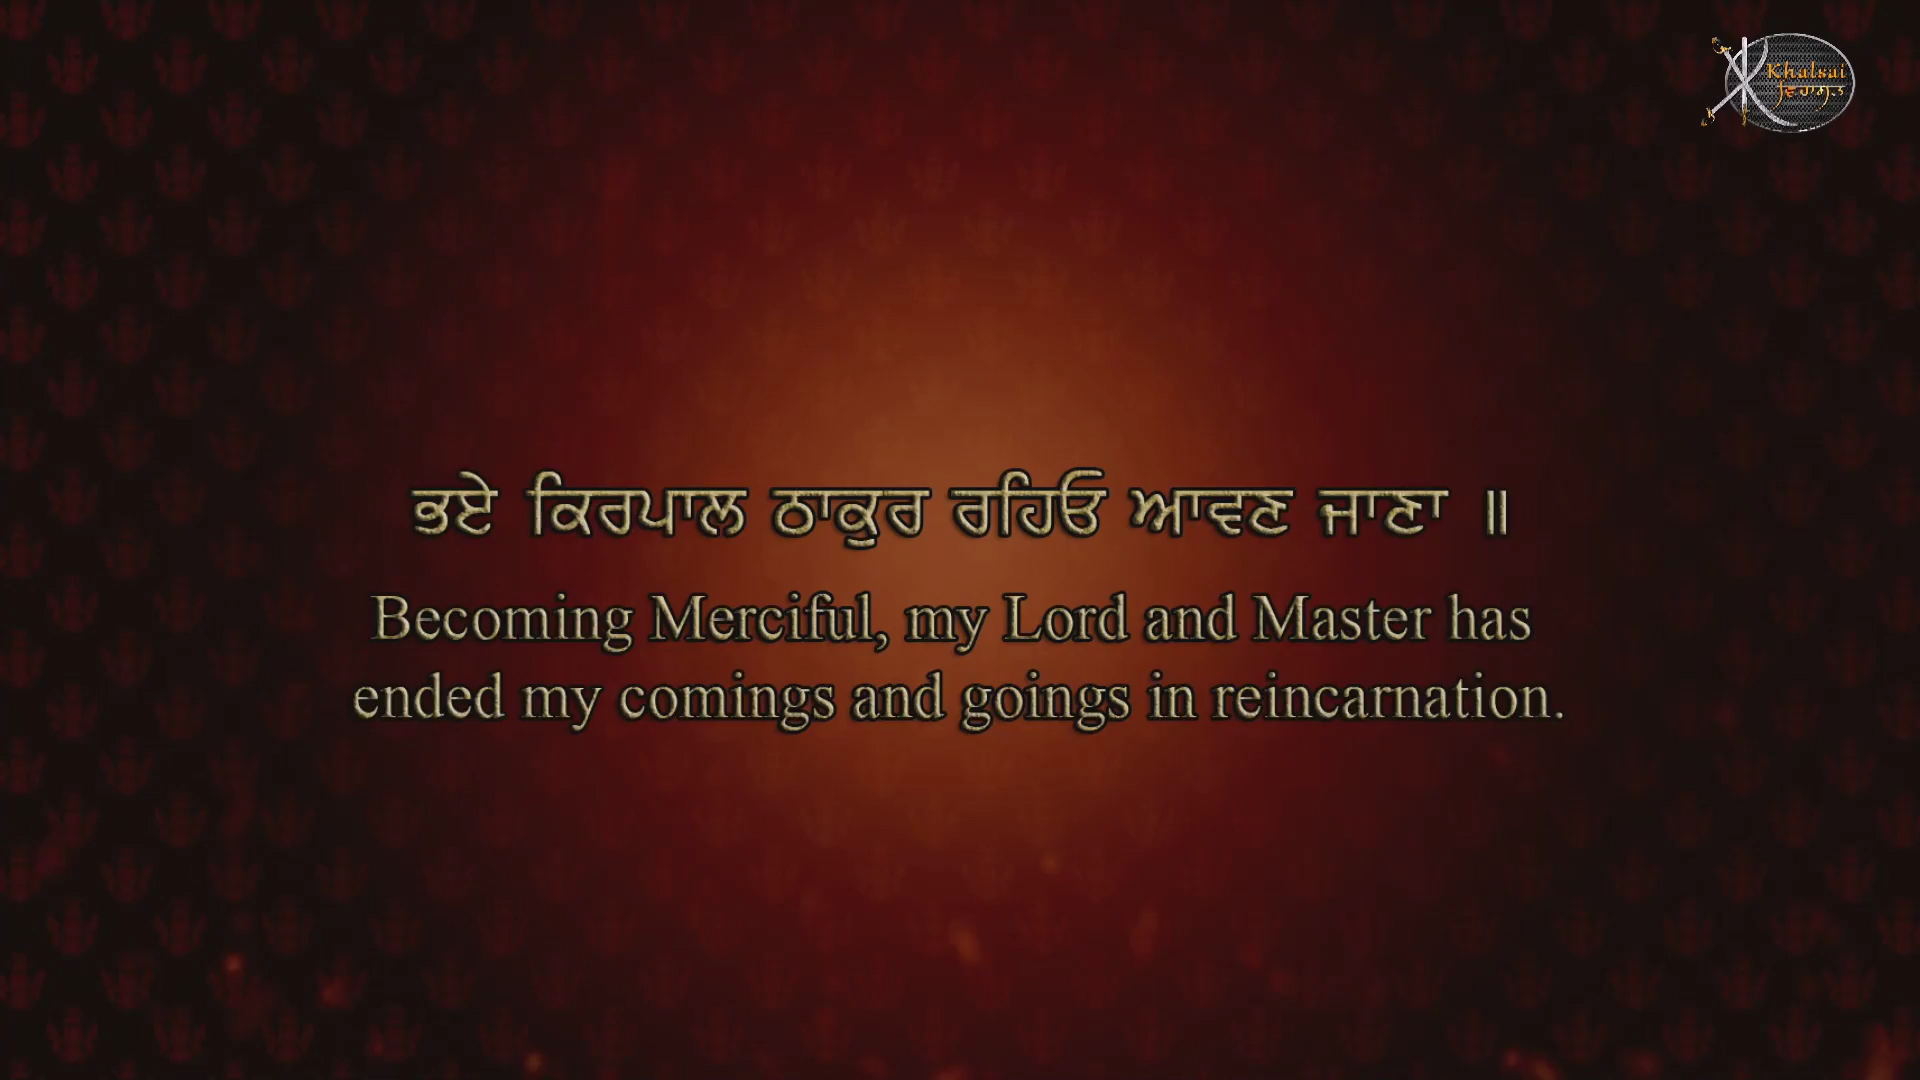 Khalsai
ਵਿਰਾਸਤ
ਭਏ ਕਿਰਪਾਲ ਠਾਕੁਰ ਰਹਿਓ ਆਵਣ ਜਾਣਾ ॥
Becoming Merciful, my Lord and Master has
ended my comings and goings in reincarnation.